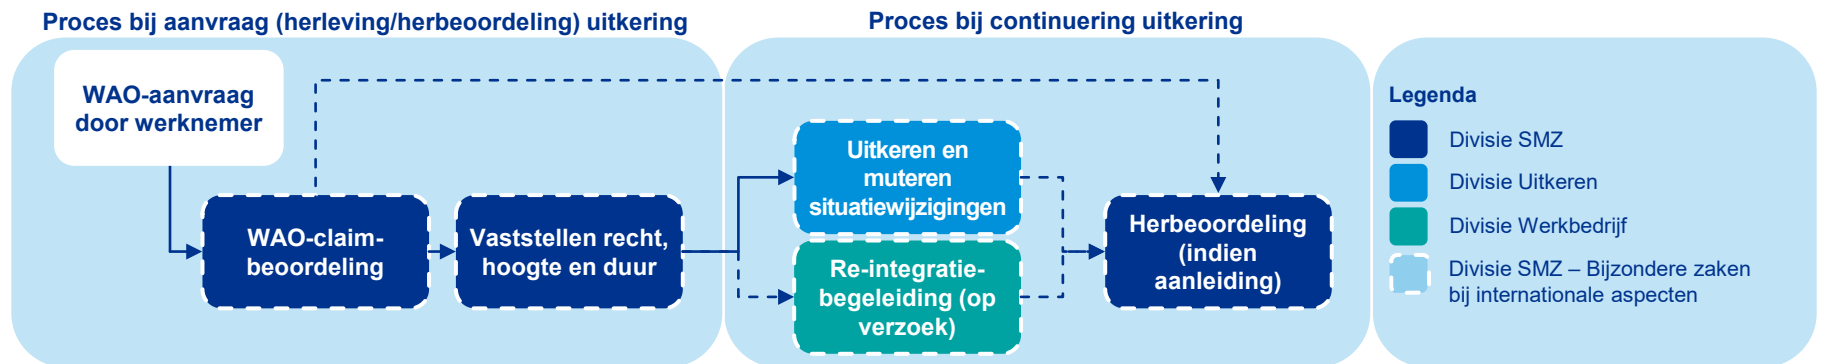 Proces bij aanvraag (herleving/herbeoordeling) uitkering
Proces bij continuering uitkering
WAO-aanvraag
door werknemer
WAO-claim-
beoordeling
Vaststellen recht,
hoogte en duur
Uitkeren en
muteren
situatiewijzigingen
Re-integratie-
begeleiding (op
verzoek)
Herbeoordeling
(indien
aanleiding)
Legenda
Divisie SMZ
Divisie Uitkeren
Divisie Werkbedrijf
Divisie SMZ – Bijzondere zaken
bij internationale aspecten